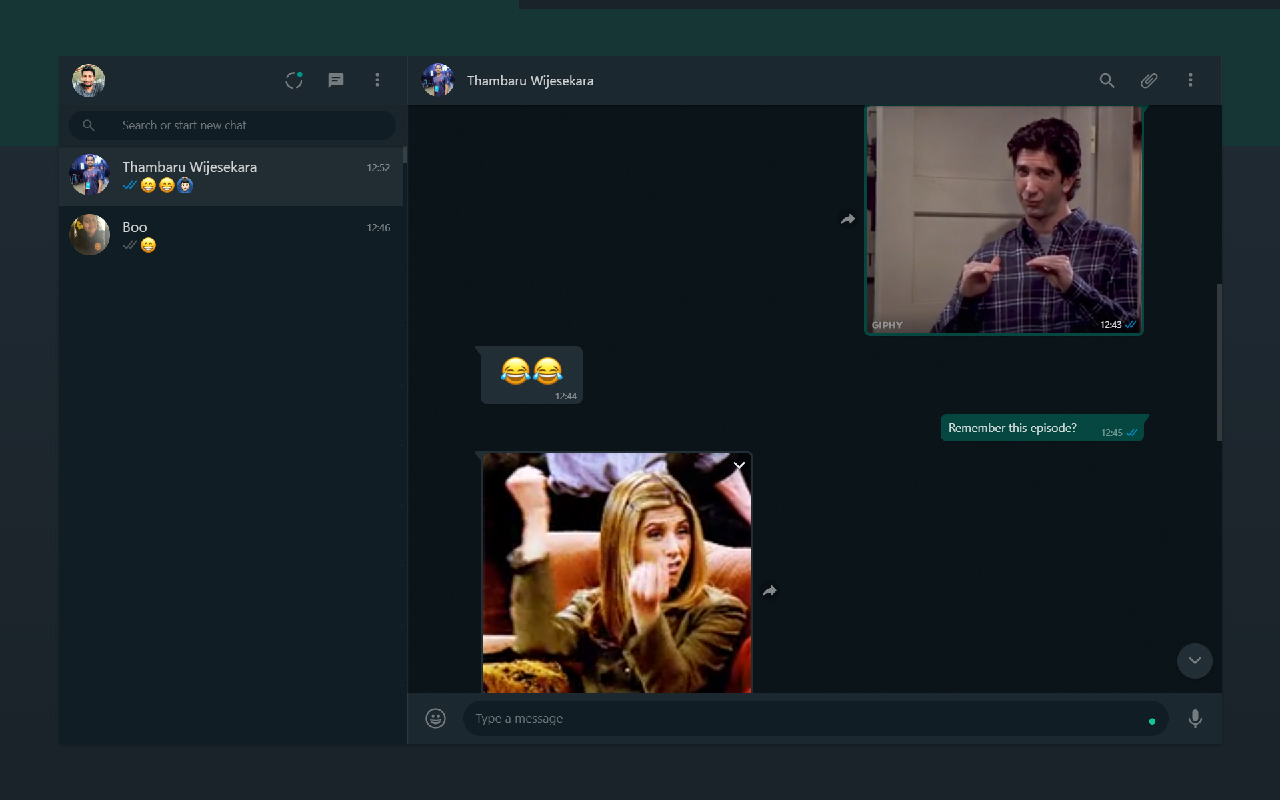 Thambaru Wijesekara
Search or start new chat
Thambaru Wijesekara
12:52
Boo
12:46
GIPHY
12:43
12:44
Remember this episode?
12:45
Type a message